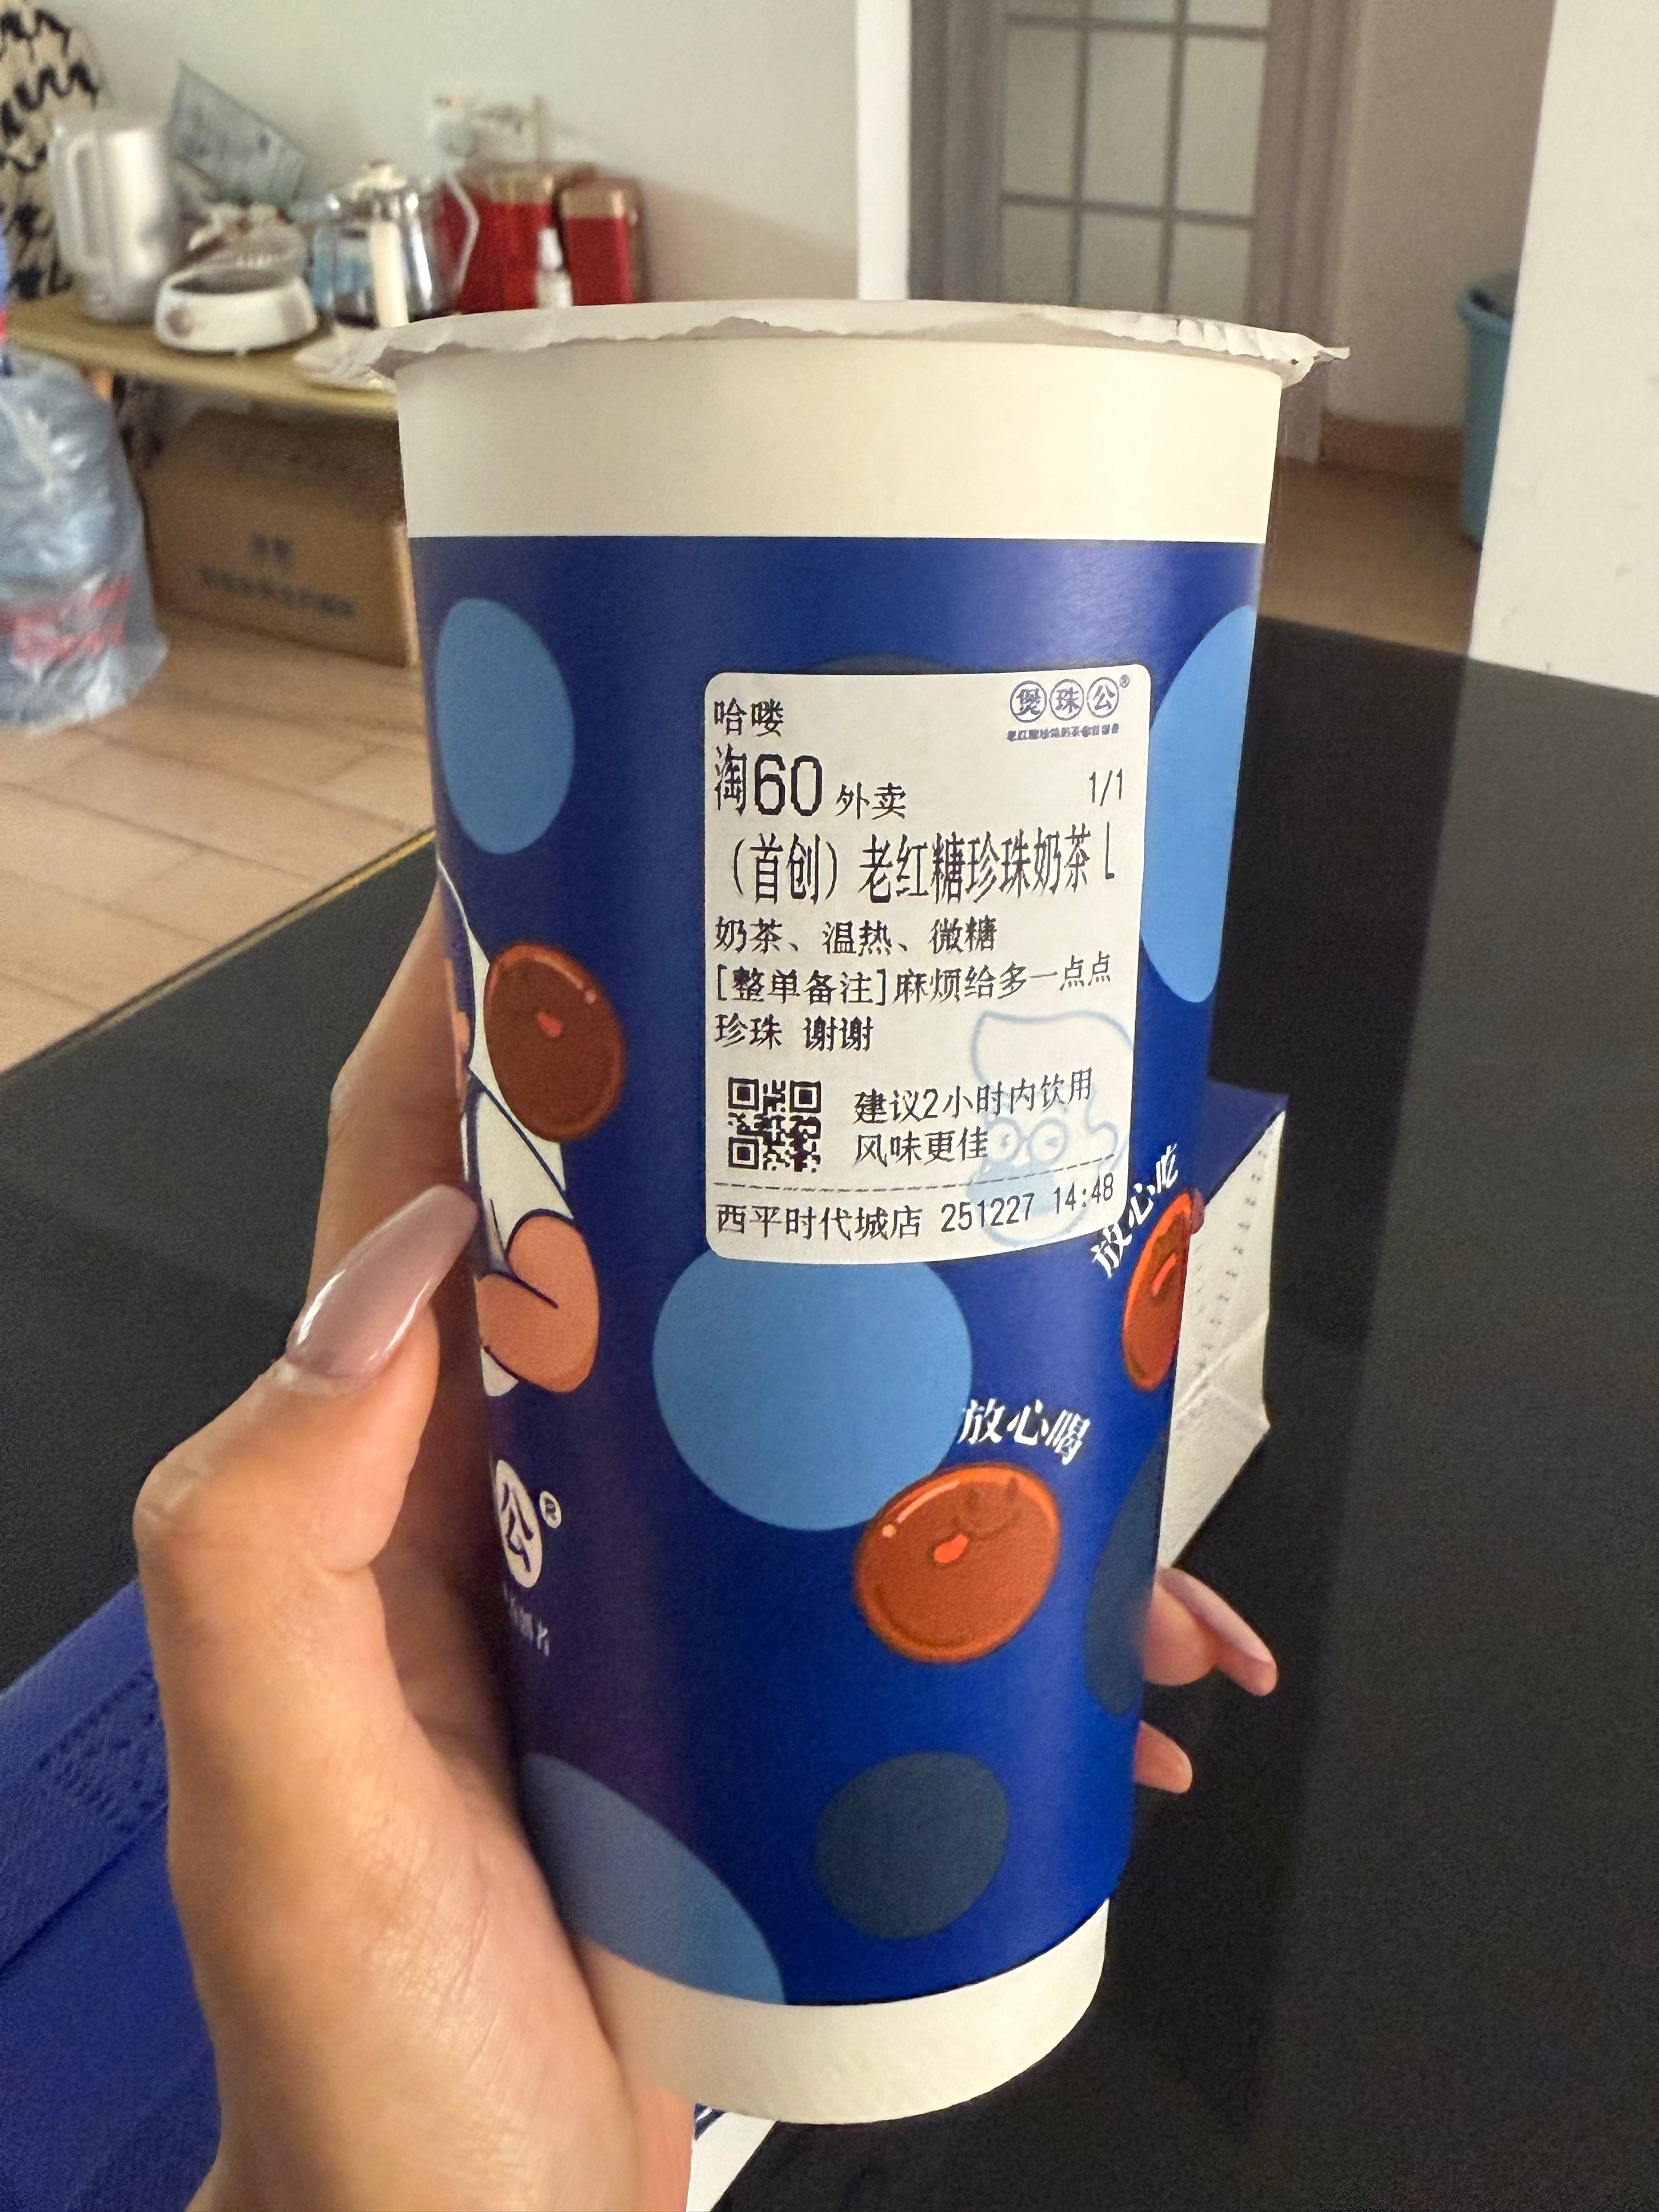 哈喽
煲珠公®
淘60 外卖 1/1
(首创)老红糖珍珠奶茶 L
奶茶、温热、微糖
[整单备注]麻烦给多一点点
珍珠 谢谢
建议2小时内饮用
风味更佳
西平时代城店 251227 14:48
放心吃
放心喝
公®